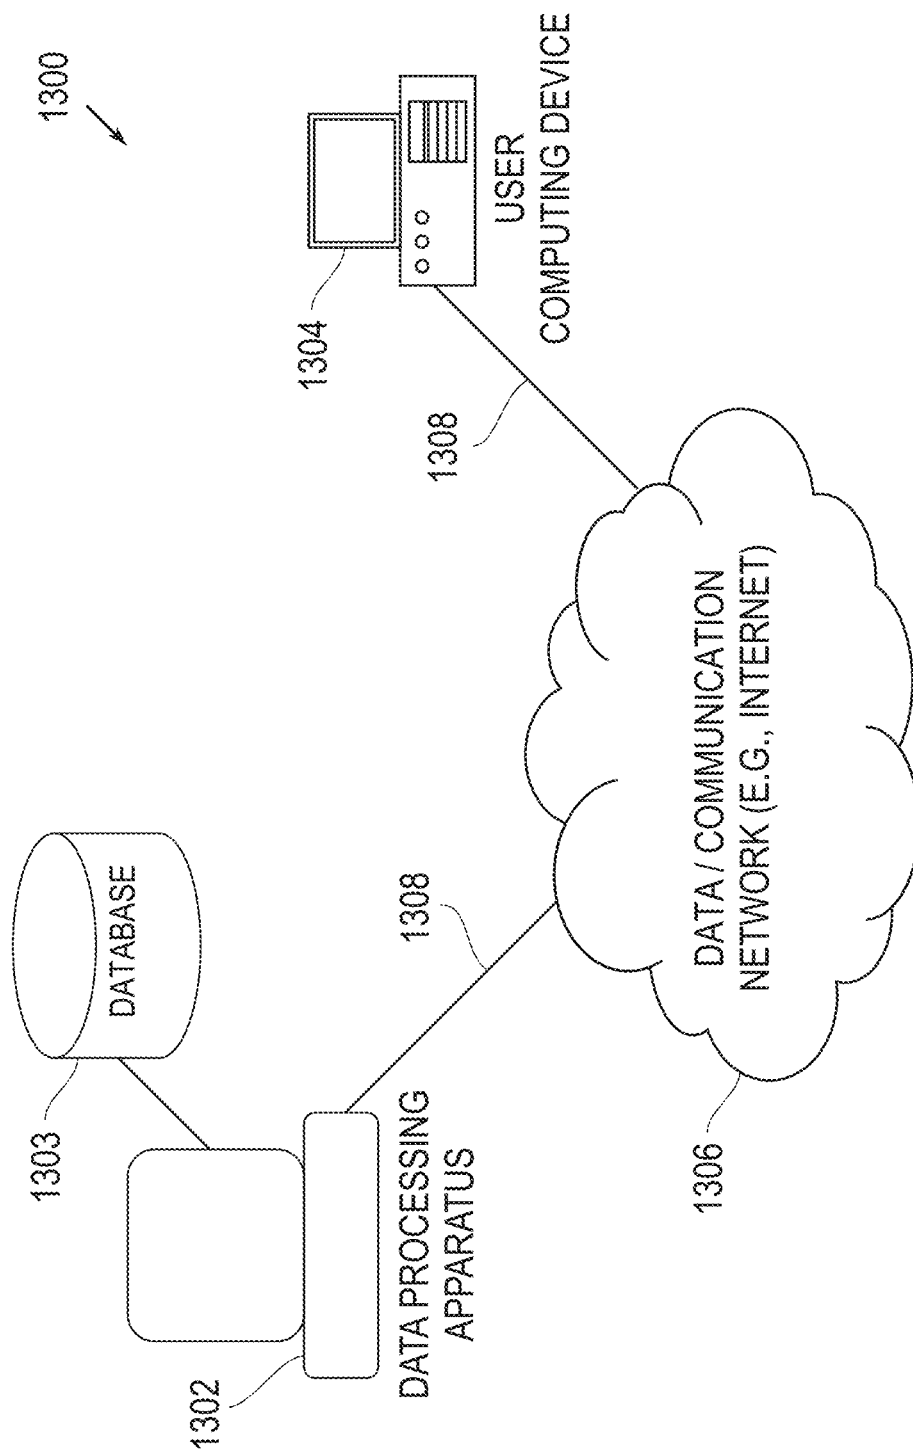 1300
1303
DATABASE
1302
DATA PROCESSING
APPARATUS
1308
1304
USER
COMPUTING DEVICE
1308
1306
DATA / COMMUNICATION
NETWORK (E.G., INTERNET)